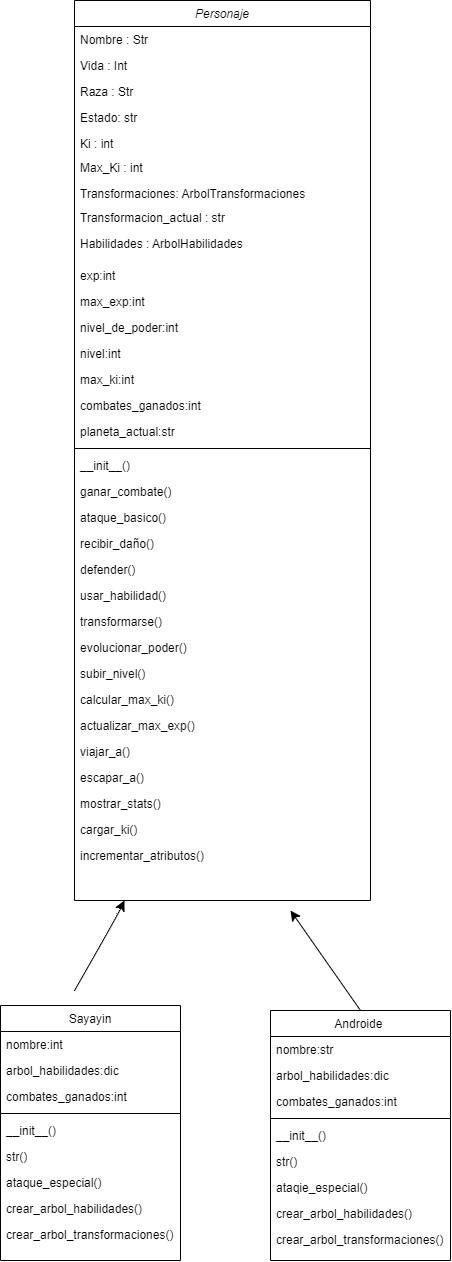 Personaje
Nombre : Str
Vida : Int
Raza : Str
Estado: str
Ki : int
Max_Ki : int
Transformaciones: ArbolTransformaciones
Transformacion_actual : str
Habilidades : ArbolHabilidades
exp:int
max_exp:int
nivel_de_poder:int
nivel:int
max_ki:int
combates_ganados:int
planeta_actual:str
__init__()
ganar_combate()
ataque_basico()
recibir_daño()
defender()
usar_habilidad()
transformarse()
evolucionar_poder()
subir_nivel()
calcular_max_ki()
actualizar_max_exp()
viajar_a()
escapar_a()
mostrar_stats()
cargar_ki()
incrementar_atributos()
Sayayin
nombre:int
arbol_habilidades:dic
combates_ganados:int
__init__()
str()
ataque_especial()
crear_arbol_habilidades()
crear_arbol_transformaciones()
Androide
nombre:str
arbol_habilidades:dic
combates_ganados:int
__init__()
str()
ataqie_especial()
crear_arbol_habilidades()
crear_arbol_transformaciones()